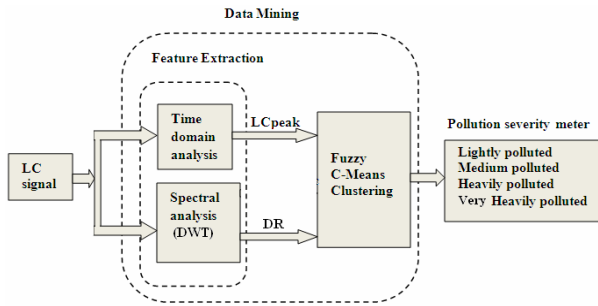 Data Mining
Feature Extraction
LC
signal
Time
domain
analysis
LCpeak
Spectral
analysis
(DWT)
DR
Fuzzy
C-Means
Clustering
Pollution severity meter
Lightly polluted
Medium polluted
Heavily polluted
Very Heavily polluted